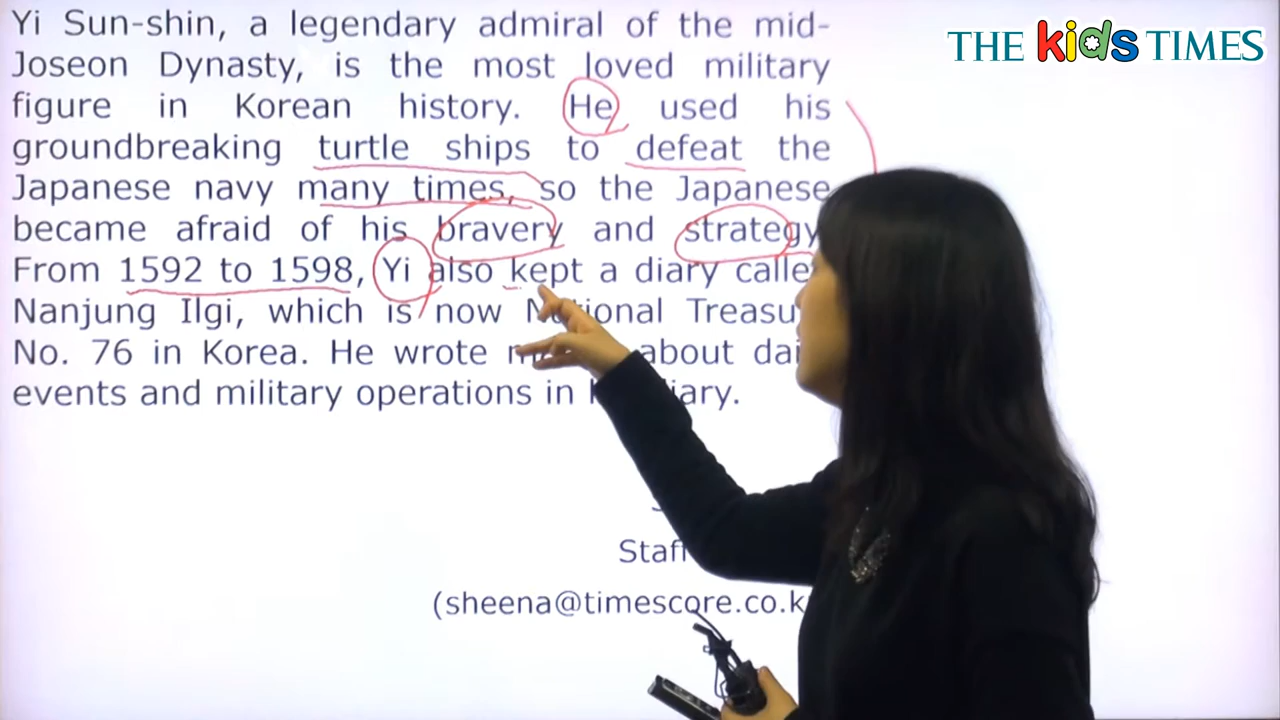 THE kids TIMES
Yi Sun-shin, a legendary admiral of the mid-
Joseon Dynasty, is the most loved military
figure in Korean history. He used his
groundbreaking turtle ships to defeat the
Japanese navy many times, so the Japanese
became afraid of his bravery and strategy
From 1592 to 1598, Yi also kept a diary
Nanjung Ilgi, which is now National
No. 76 in Korea. He wrote about
events and military operations in
(sheena@timescore.co.k